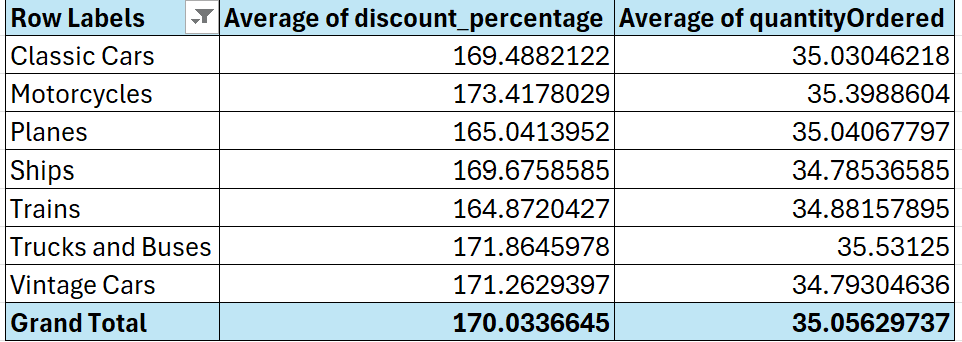 Row Labels Average of discount_percentage Average of quantityOrdered
Classic Cars 169.4882122 35.03046218
Motorcycles 173.4178029 35.3988604
Planes 165.0413952 35.04067797
Ships 169.6758585 34.78536585
Trains 164.8720427 34.88157895
Trucks and Buses 171.8645978 35.53125
Vintage Cars 171.2629397 34.79304636
Grand Total 170.0336645 35.05629737